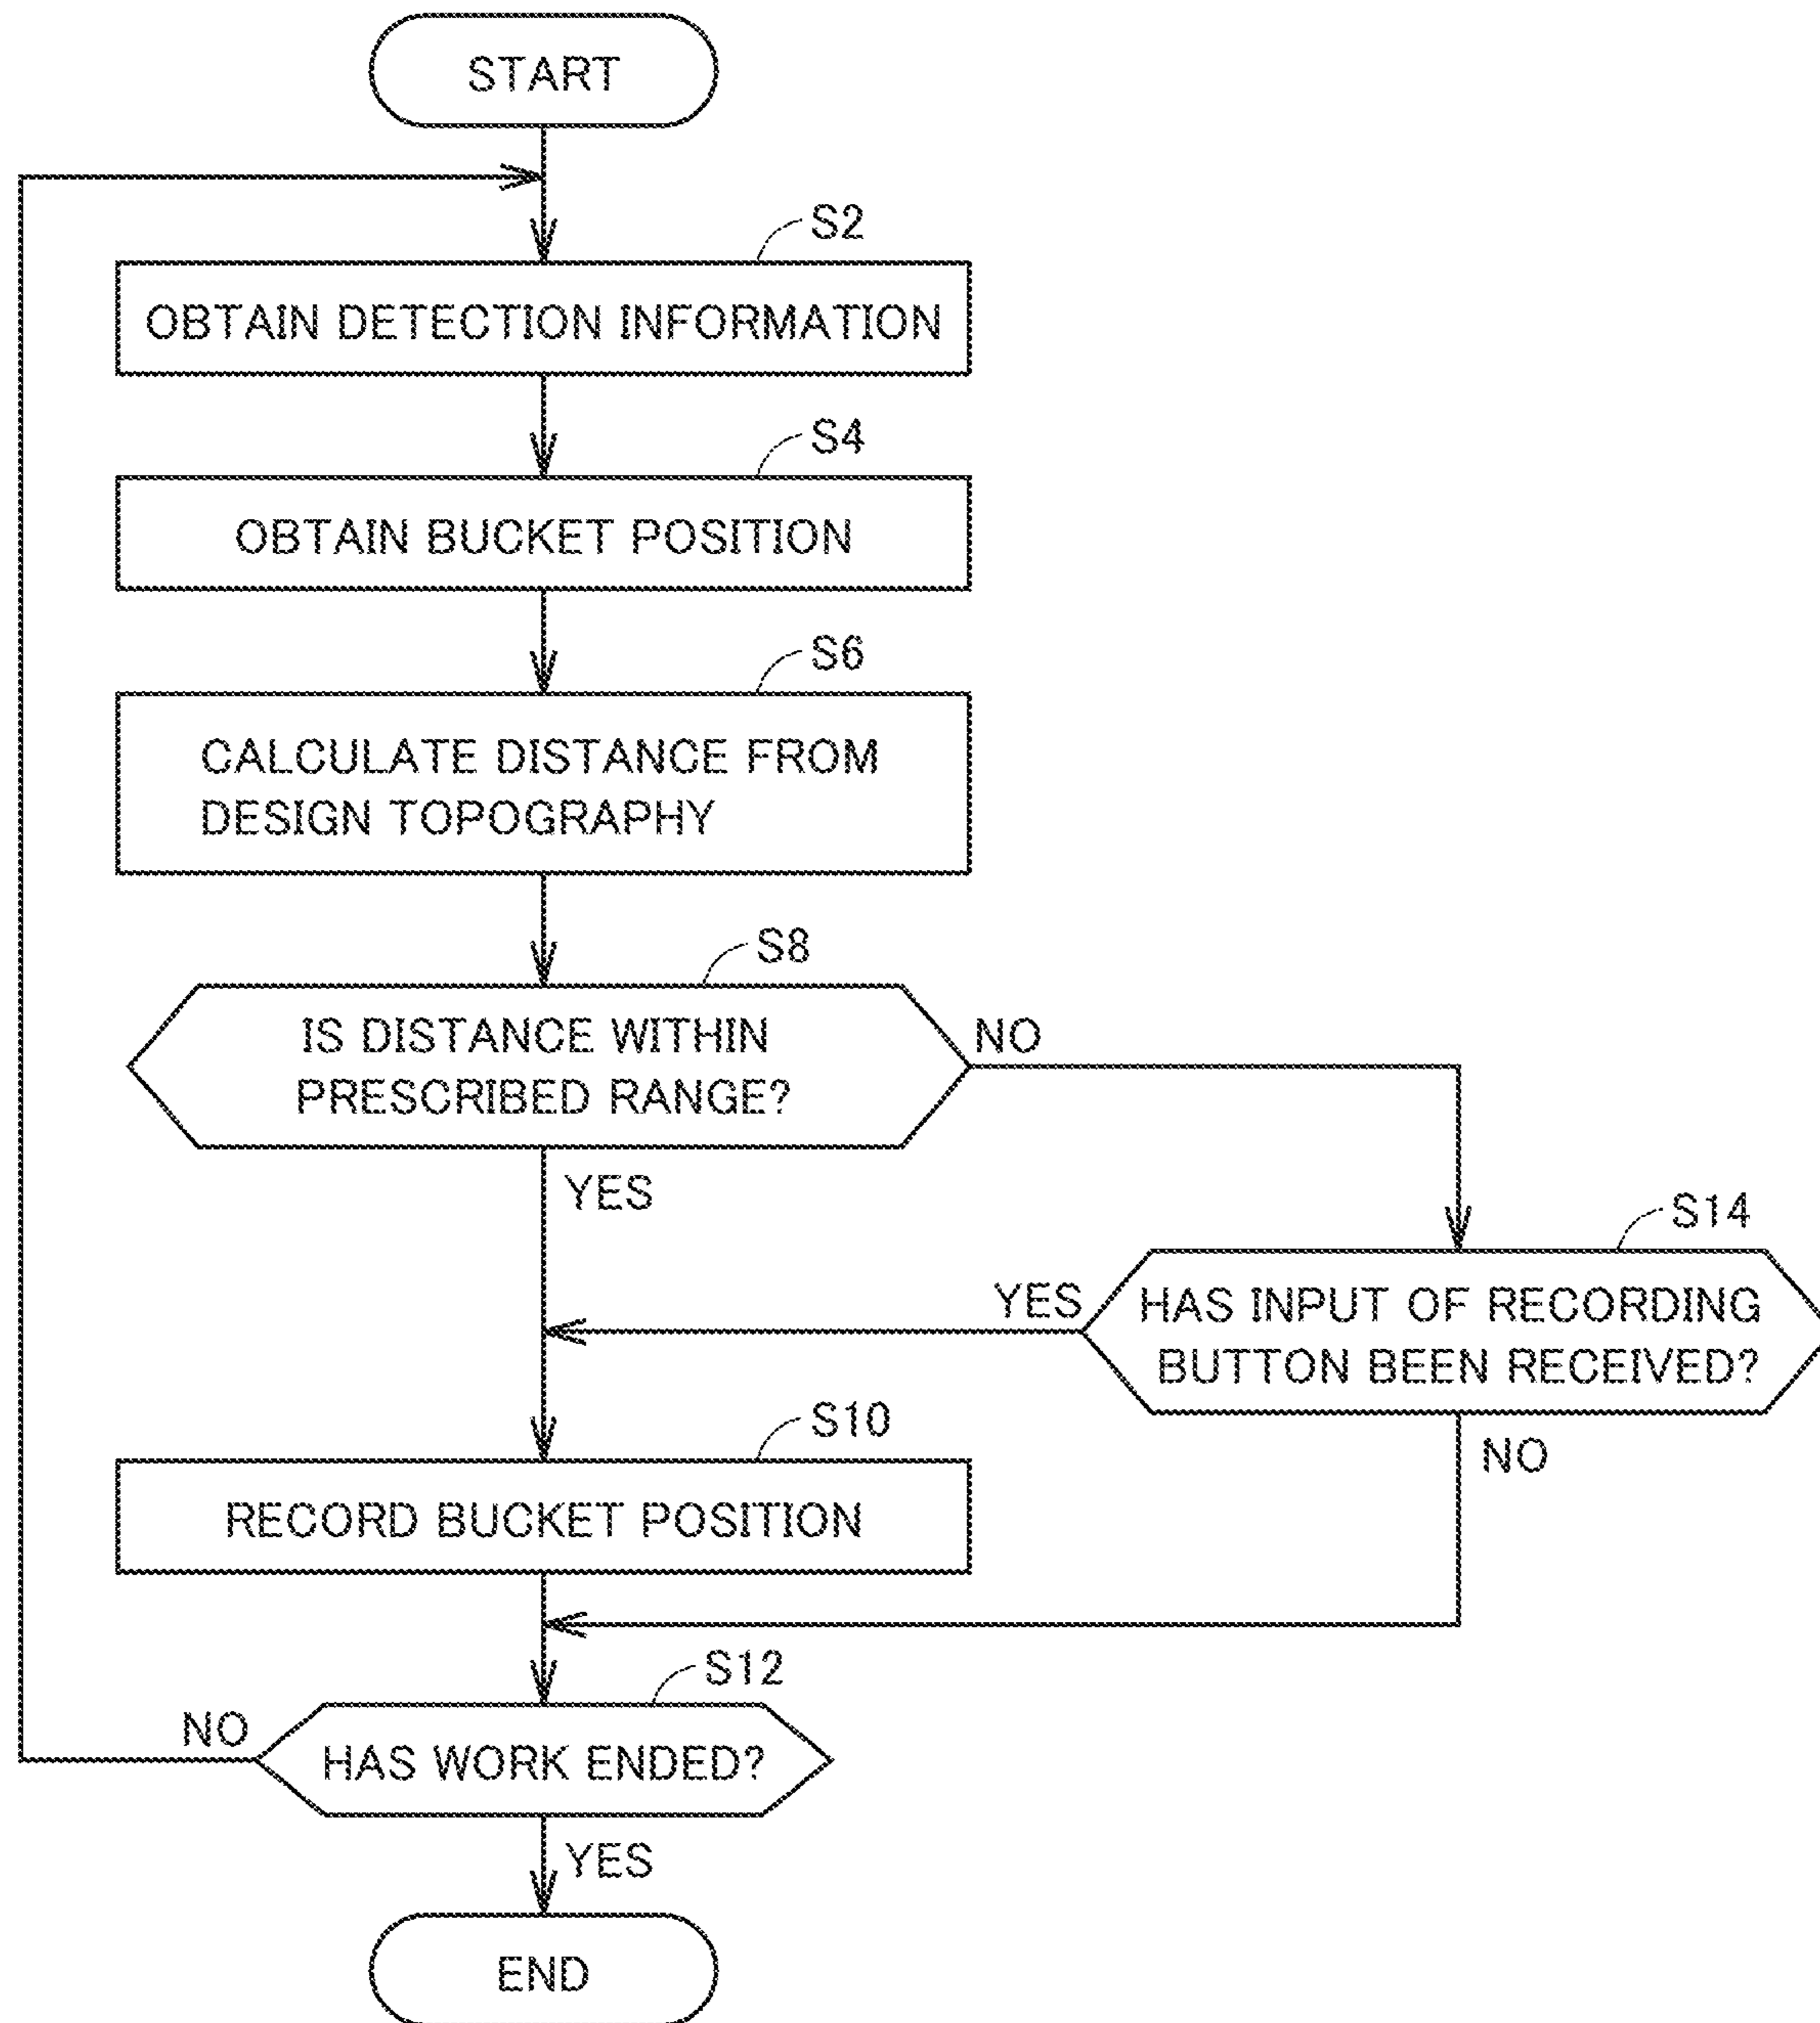 START
S2
OBTAIN DETECTION INFORMATION
S4
OBTAIN BUCKET POSITION
S6
CALCULATE DISTANCE FROM
DESIGN TOPOGRAPHY
S8
IS DISTANCE WITHIN
PRESCRIBED RANGE?
NO
YES
S14
HAS INPUT OF RECORDING
BUTTON BEEN RECEIVED?
YES
NO
S10
RECORD BUCKET POSITION
S12
HAS WORK ENDED?
NO
YES
END